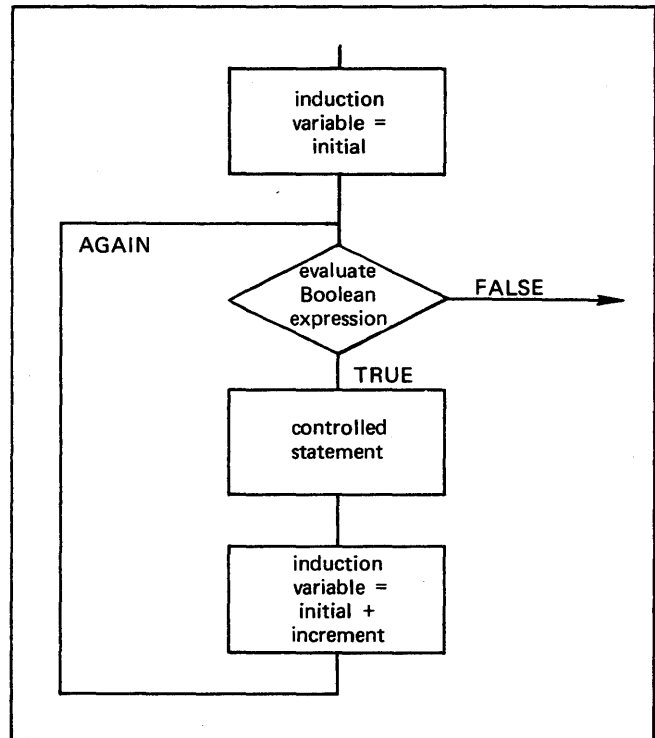 induction
variable =
initial
AGAIN
evaluate
Boolean
expression
FALSE
TRUE
controlled
statement
induction
variable =
initial +
increment